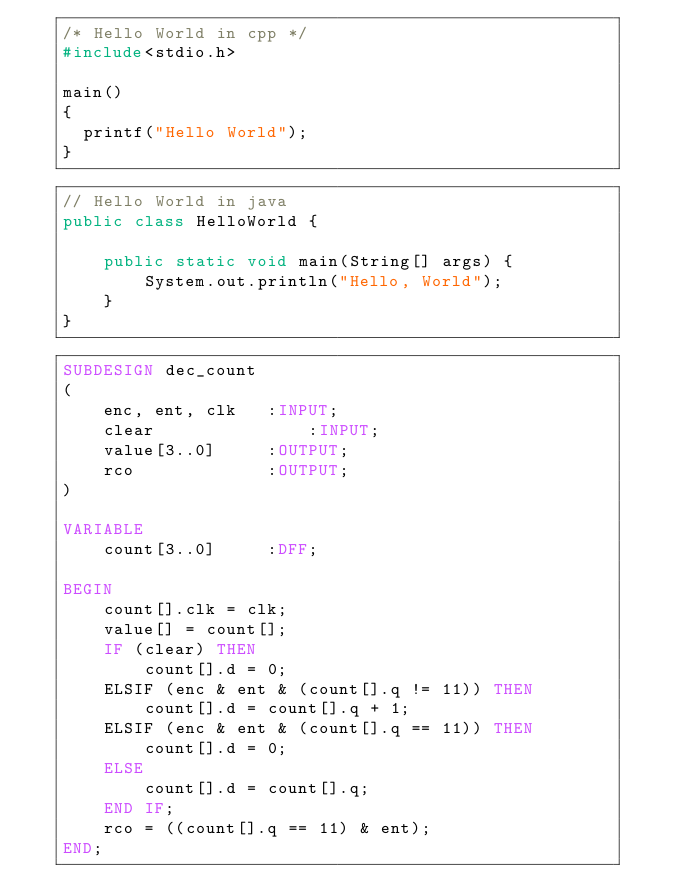 /* Hello World in cpp */
#include<stdio.h>

main()
{
  printf("Hello World");
}

// Hello World in java
public class HelloWorld {

    public static void main(String[] args) {
        System.out.println("Hello, World");
    }
}

SUBDESIGN dec_count
(
    enc, ent, clk   :INPUT;
    clear               :INPUT;
    value[3..0]     :OUTPUT;
    rco             :OUTPUT;
)

VARIABLE
    count[3..0]     :DFF;

BEGIN
    count[].clk = clk;
    value[] = count[];
    IF (clear) THEN
        count[].d = 0;
    ELSIF (enc & ent & (count[].q != 11)) THEN
        count[].d = count[].q + 1;
    ELSIF (enc & ent & (count[].q == 11)) THEN
        count[].d = 0;
    ELSE
        count[].d = count[].q;
    END IF;
    rco = ((count[].q == 11) & ent);
END;